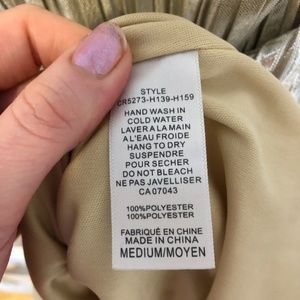 STYLE
CR5273-H139-H159
HAND WASH IN
COLD WATER
LAVER A LA MAIN
A L'EAU FROIDE
HANG TO DRY
SUSPENDRE
POUR SECHER
DO NOT BLEACH
NE PAS JAVELLISER
CA 07043
100%POLYESTER
100%POLYESTER
FABRIQUÉ EN CHINE
MADE IN CHINA
MEDIUM/MOYEN